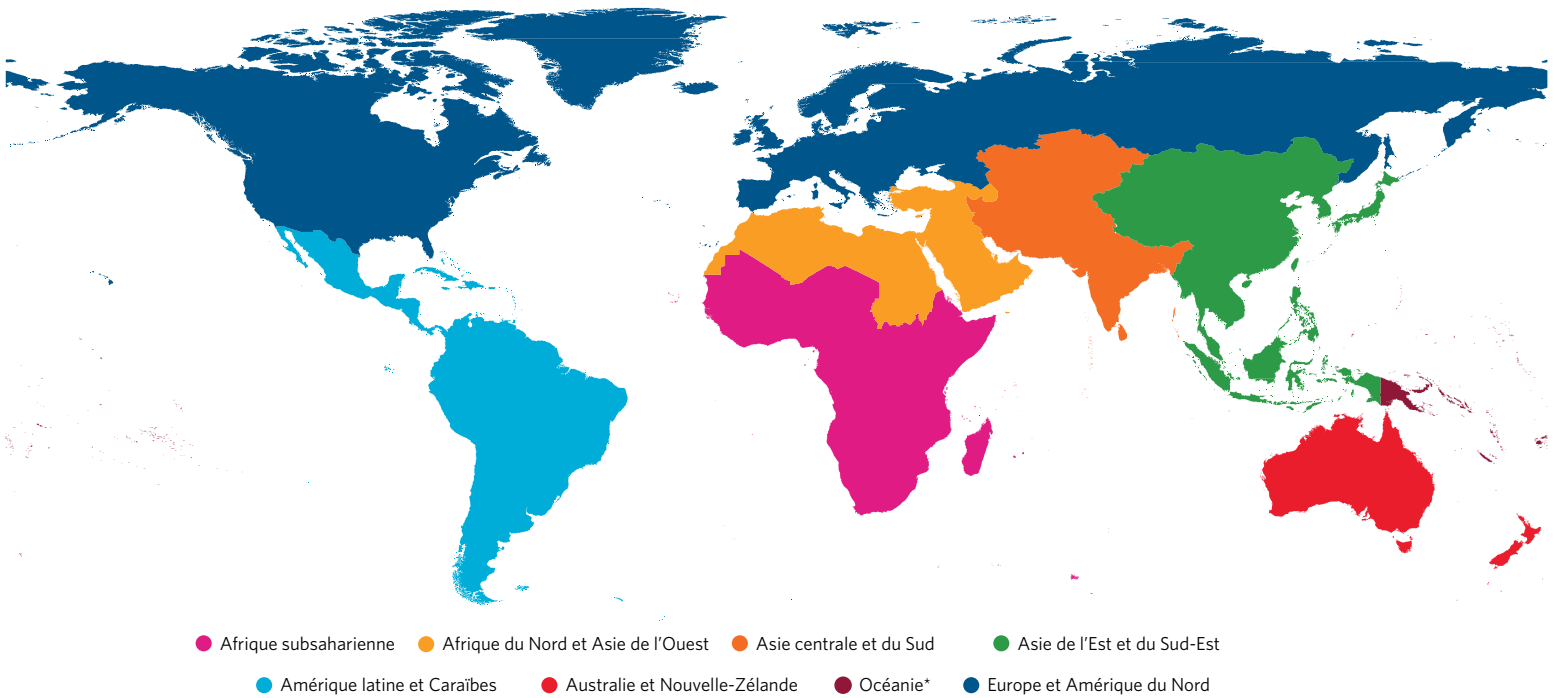 Afrique subsaharienne Afrique du Nord et Asie de l'Ouest Asie centrale et du Sud Asie de l'Est et du Sud-Est
Amérique latine et Caraïbes Australie et Nouvelle-Zélande Océanie* Europe et Amérique du Nord